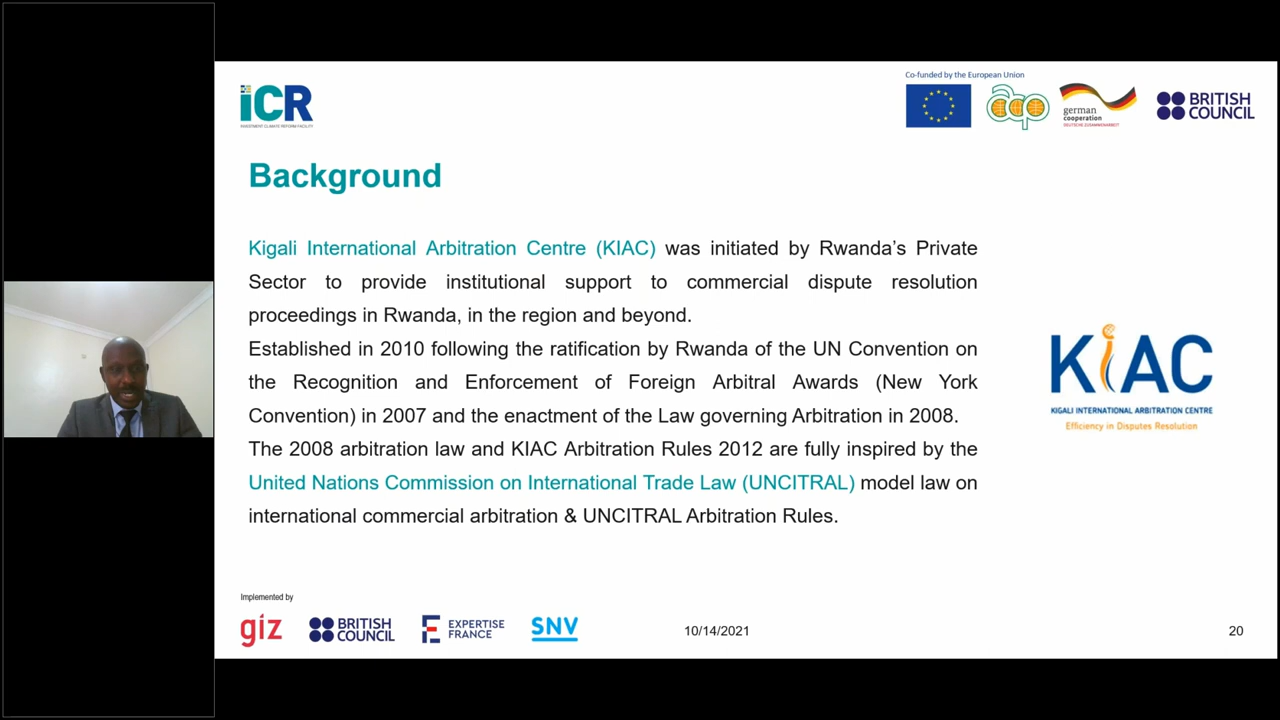 Co-funded by the European Union
iCR
INVESTMENT CLIMATE REFORM FACILITY
acp
german
cooperation
DEUTSCHE ZUSAMMENARBEIT
BRITISH
COUNCIL
Background
Kigali International Arbitration Centre (KIAC) was initiated by Rwanda’s Private
Sector to provide institutional support to commercial dispute resolution
proceedings in Rwanda, in the region and beyond.
Established in 2010 following the ratification by Rwanda of the UN Convention on
the Recognition and Enforcement of Foreign Arbitral Awards (New York
Convention) in 2007 and the enactment of the Law governing Arbitration in 2008.
The 2008 arbitration law and KIAC Arbitration Rules 2012 are fully inspired by the
United Nations Commission on International Trade Law (UNCITRAL) model law on
international commercial arbitration & UNCITRAL Arbitration Rules.
KiAC
KIGALI INTERNATIONAL ARBITRATION CENTRE
Efficiency in Disputes Resolution
Implemented by
giz
BRITISH
COUNCIL
EXPERTISE
FRANCE
SNV
10/14/2021
20